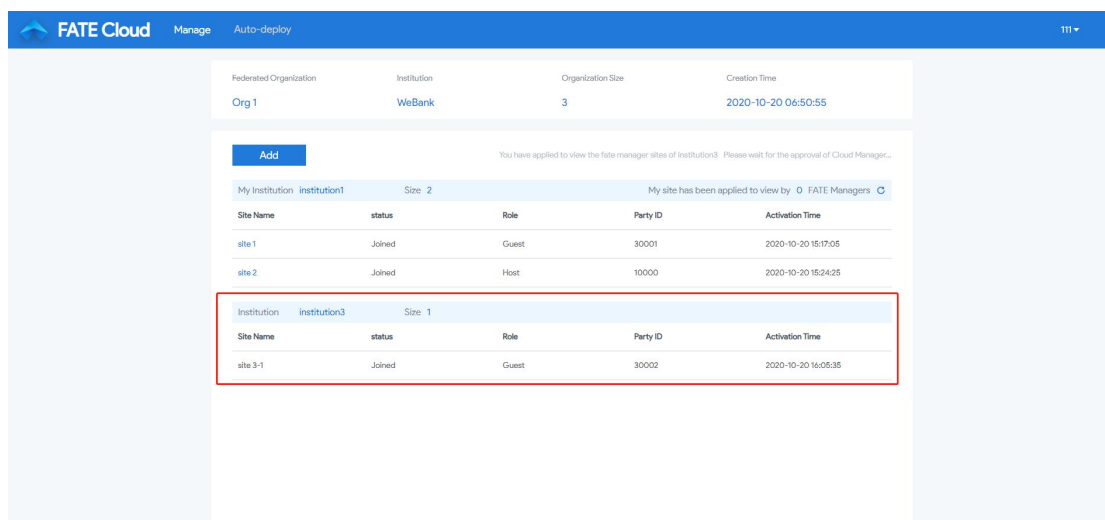 FATE Cloud Manage Auto-deploy 111
Federated Organization Institution Organization Size Creation Time
Org 1 WeBank 3 2020-10-20 06:50:55
Add You have applied to view the fate manager sites of institution3 Please wait for the approval of Cloud Manager...
My Institution institution1 Size 2 My site has been applied to view by 0 FATE Managers
Site Name status Role Party ID Activation Time
site 1 Joined Guest 30001 2020-10-20 15:17:05
site 2 Joined Host 10000 2020-10-20 15:24:25
Institution institution3 Size 1
Site Name status Role Party ID Activation Time
site 3-1 Joined Guest 30002 2020-10-20 16:05:35